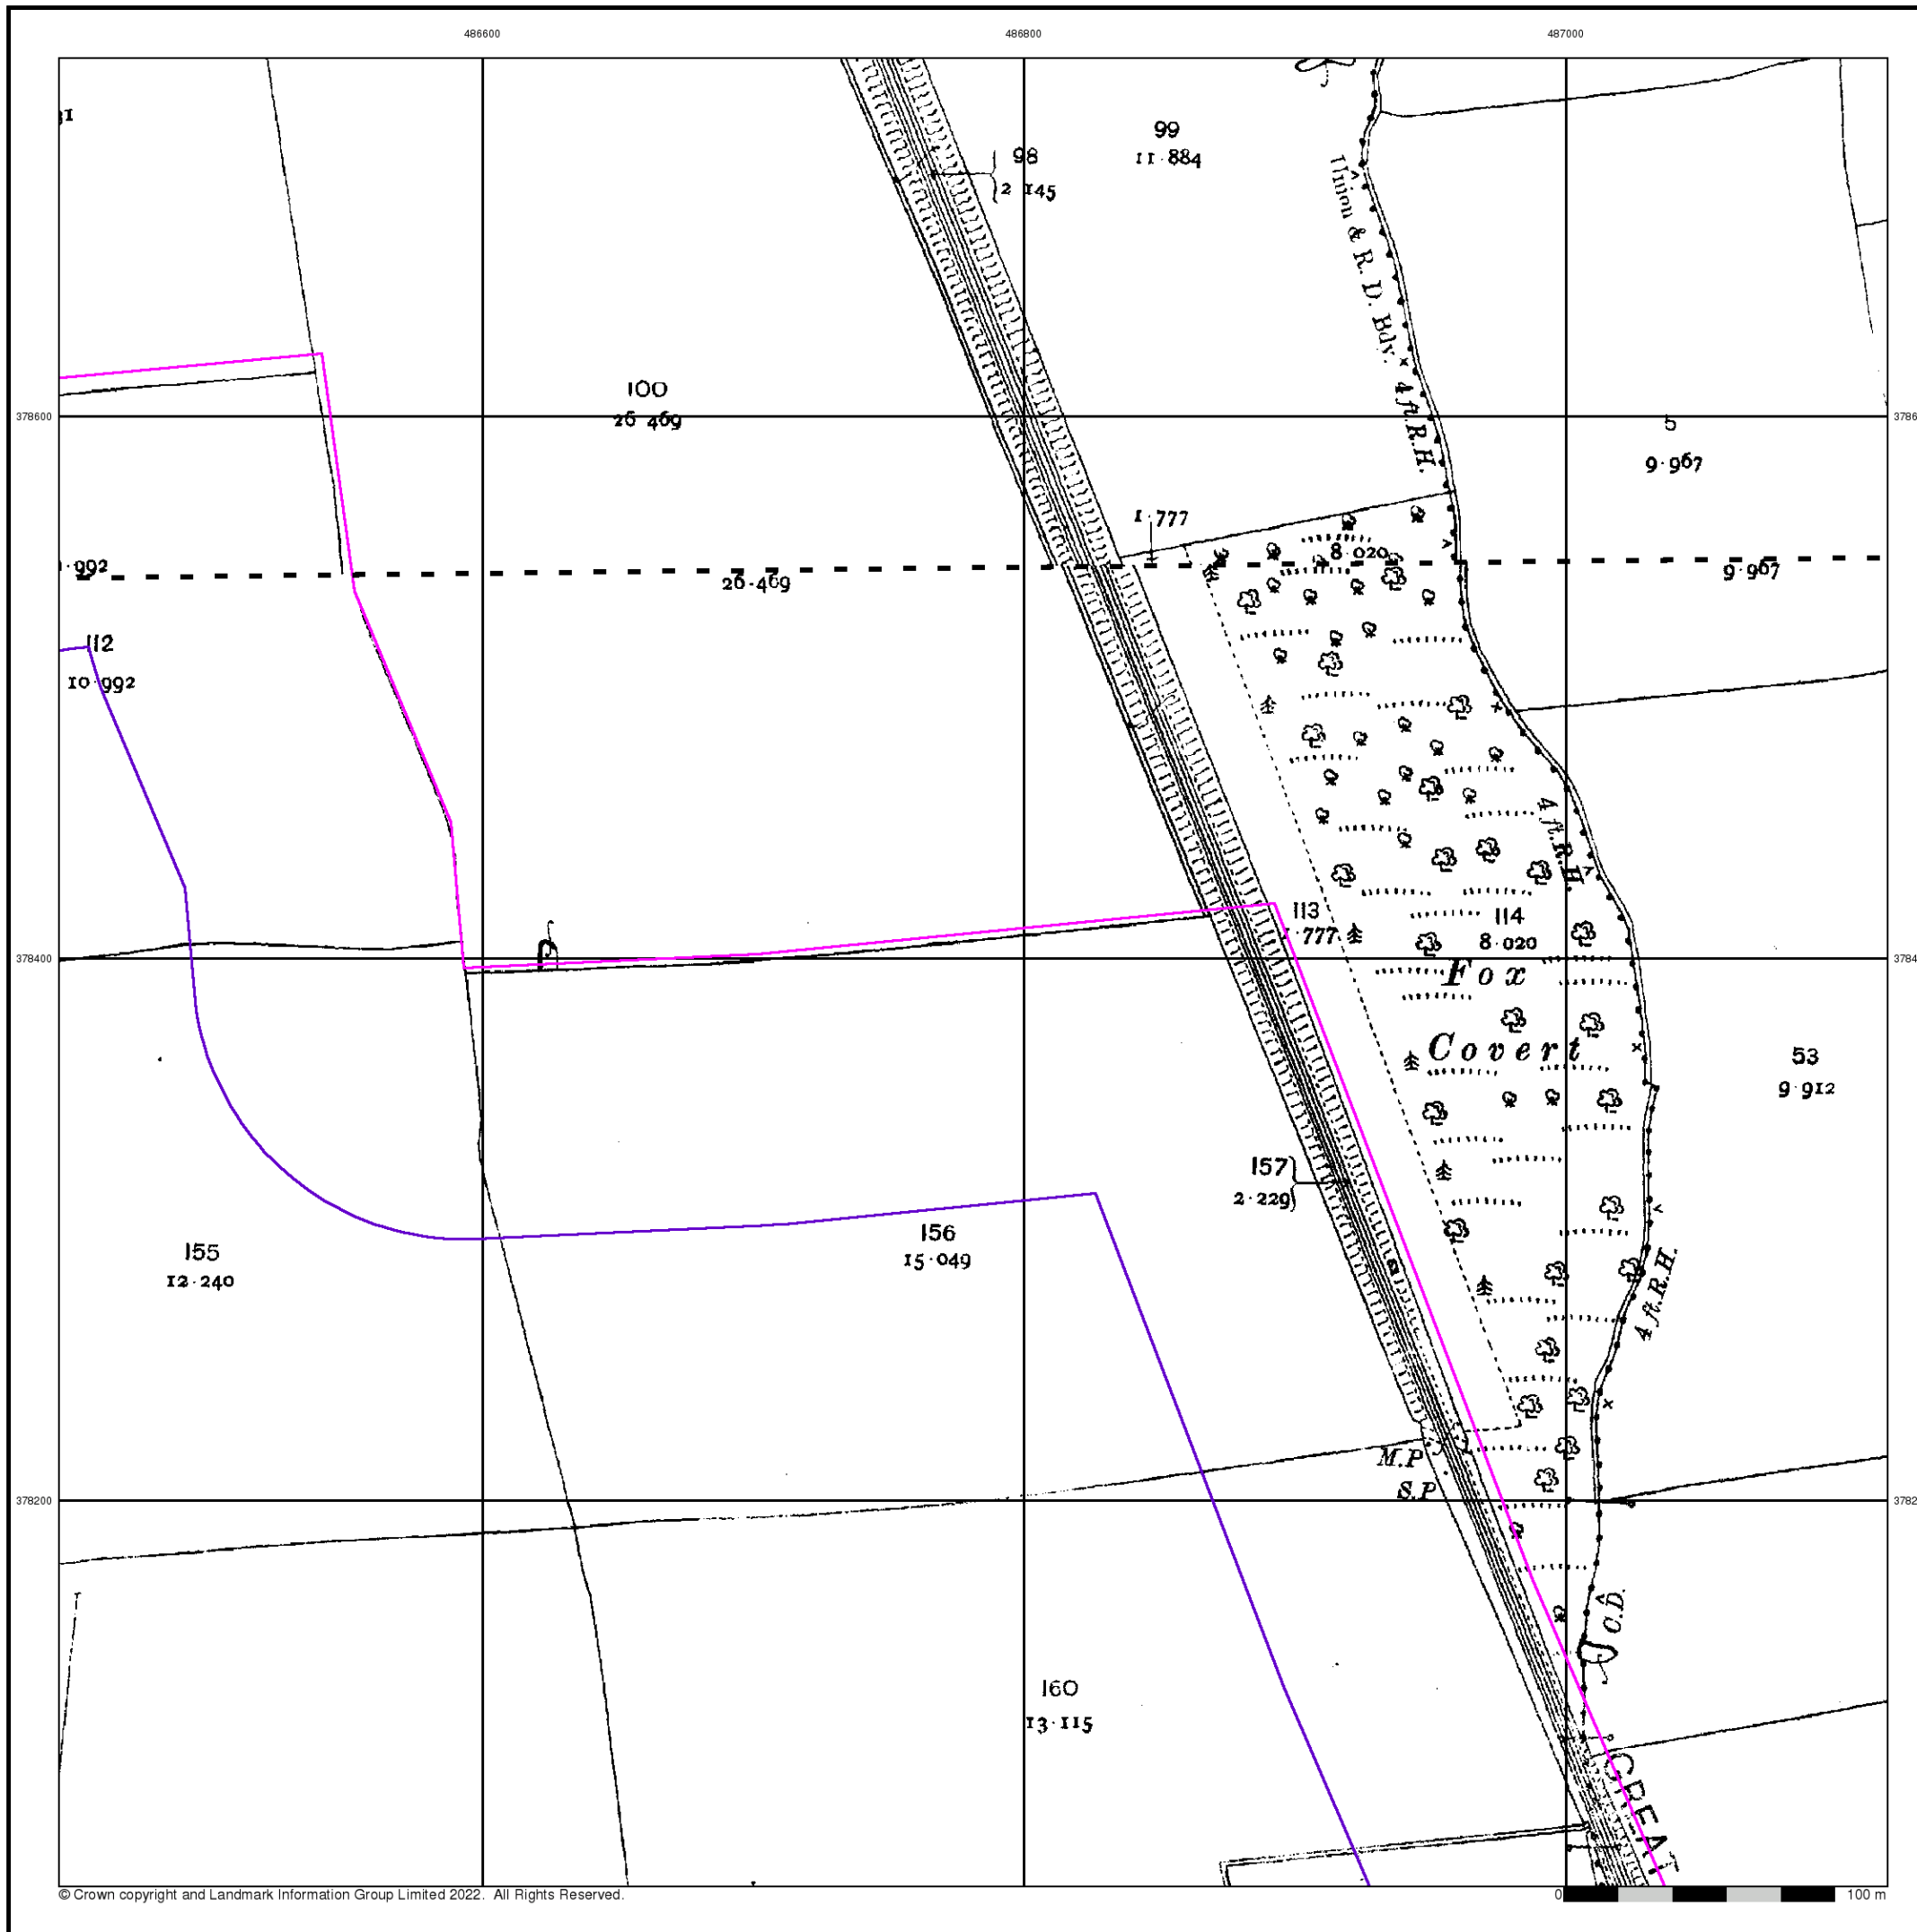 486600 486800 487000
99
11·884
98
2·145
Union & R. D. Bdy.
4 ft. R.H.
100
26·469
378600
9·967
1·777
8·020
26·469
9·967
112
10·992
4 ft. R.H.
113
1·777
114
8·020
378400
Fox
Covert
53
9·912
157
2·229
156
15·049
155
12·240
4 ft. R.H.
M.P
S.P
378200
C.D.
160
13·115
GREAT
© Crown copyright and Landmark Information Group Limited 2022. All Rights Reserved.
0 100 m